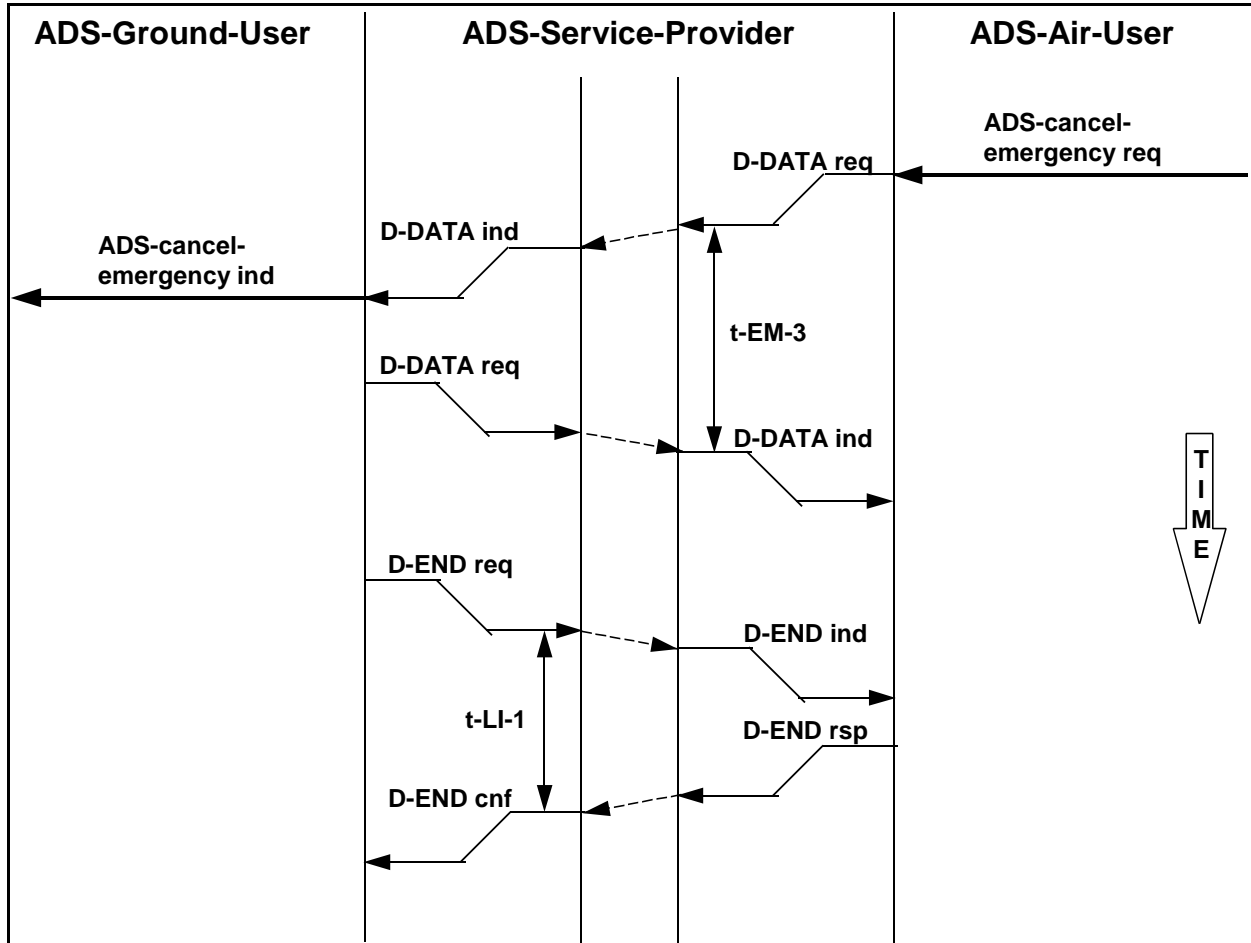 ADS-Ground-User
ADS-Service-Provider
ADS-Air-User
ADS-cancel-
emergency req
D-DATA req
D-DATA ind
ADS-cancel-
emergency ind
t-EM-3
D-DATA req
D-DATA ind
T
I
M
E
D-END req
D-END ind
t-LI-1
D-END rsp
D-END cnf